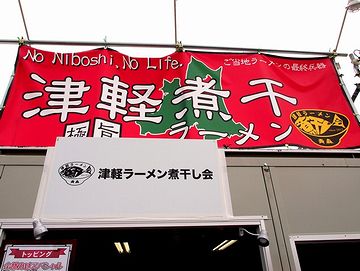 No Niboshi, No Life.
ご当地ラーメンの最終兵器
津軽煮干
極旨
ラーメン
津軽ラーメン煮干し会
トッピング